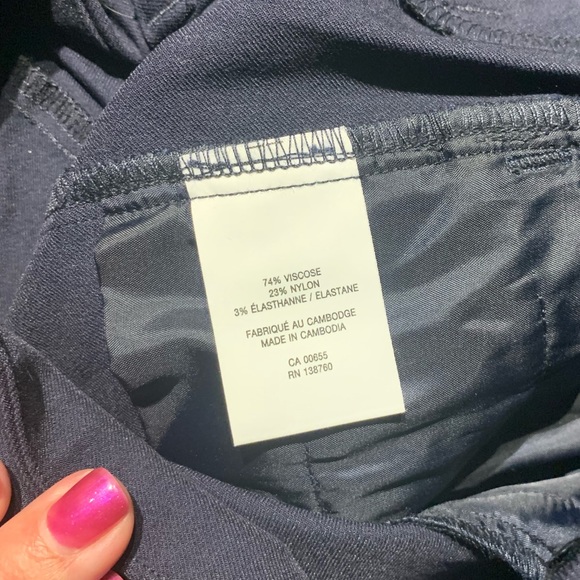 74% VISCOSE
23% NYLON
3% ÉLASTHANNE / ELASTANE
FABRIQUÉ AU CAMBODGE
MADE IN CAMBODIA
CA 00655
RN 138760